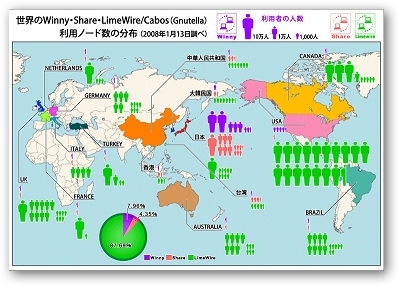 世界のWinny・Share・LimeWire/Cabos(Gnutella)
利用ノード数の分布 (2008年1月13日調べ)
利用者の人数
10万人 1万人 1,000人
Winny
Share
Limewire
NETHERLANDS
中華人民共和国
CANADA
GERMANY
大韓民国
日本
USA
ITALY
TURKEY
香港
UK
FRANCE
台湾
AUSTRALIA
BRAZIL
7.96%
4.35%
87.69%
Winny Share LimeWire